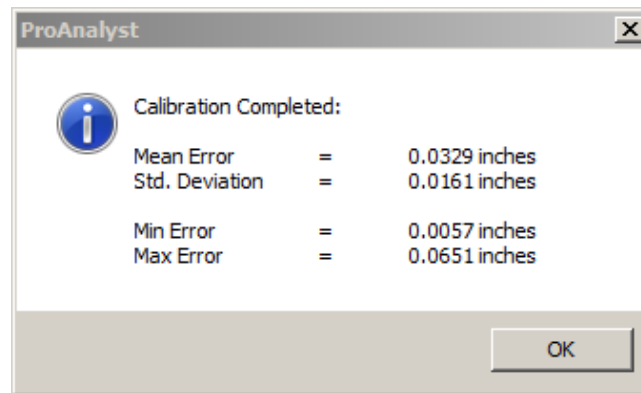 ProAnalyst
Calibration Completed:
Mean Error = 0.0329 inches
Std. Deviation = 0.0161 inches
Min Error = 0.0057 inches
Max Error = 0.0651 inches
OK